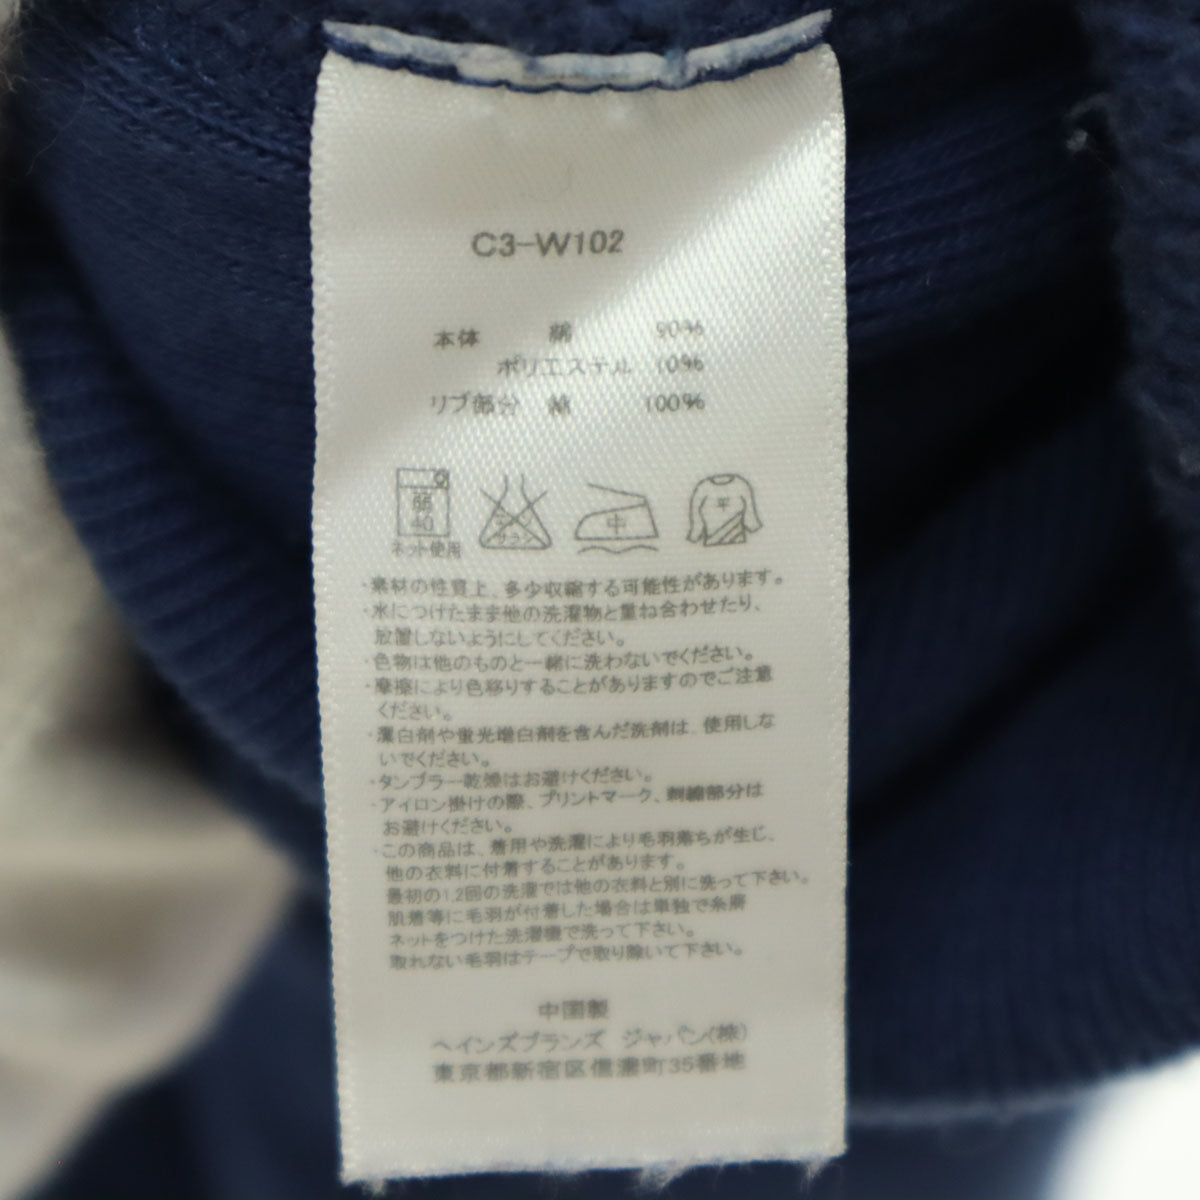 C3-W102
本体 綿 90%
ポリエステル 10%
リブ部分 綿 100%
弱
40
ネット使用
エンソ
サラシ
中
平
・素材の性質上、多少収縮する可能性があります。
・水につけたまま他の洗濯物と重ね合わせたり、
放置しないようにしてください。
・色物は他のものと一緒に洗わないでください。
・摩擦により色移りすることがありますのでご注意
ください。
・漂白剤や蛍光増白剤を含んだ洗剤は、使用しな
いでください。
・タンブラー乾燥はお避けください。
・アイロン掛けの際、プリントマーク、刺繍部分は
お避けください。
・この商品は、着用や洗濯により毛羽落ちが生じ、
他の衣料に付着することがあります。
最初の1,2回の洗濯では他の衣料と別に洗って下さい。
肌着等に毛羽が付着した場合は単独で糸屑
ネットをつけた洗濯機で洗って下さい。
取れない毛羽はテープで取り除いて下さい。
中国製
ヘインズブランズ ジャパン(株)
東京都新宿区信濃町35番地